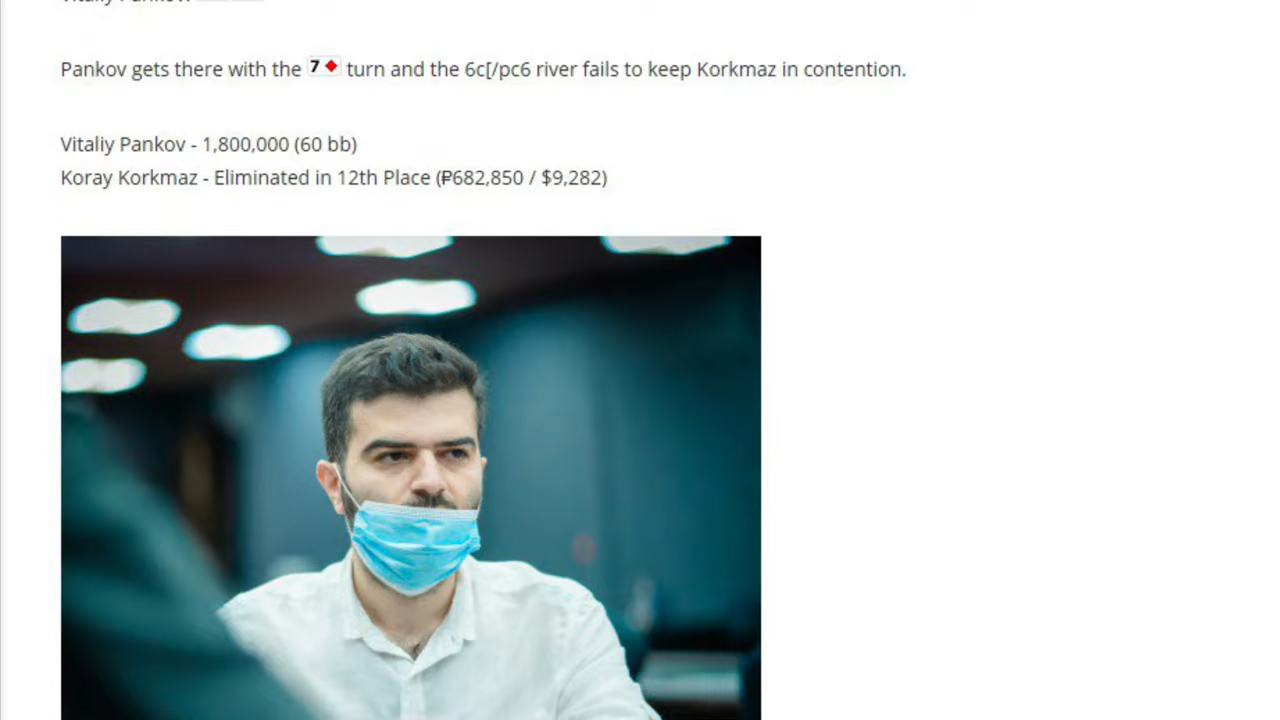 Pankov gets there with the 7♦ turn and the 6c[/pc6 river fails to keep Korkmaz in contention.
Vitaliy Pankov - 1,800,000 (60 bb)
Koray Korkmaz - Eliminated in 12th Place (₽682,850 / $9,282)